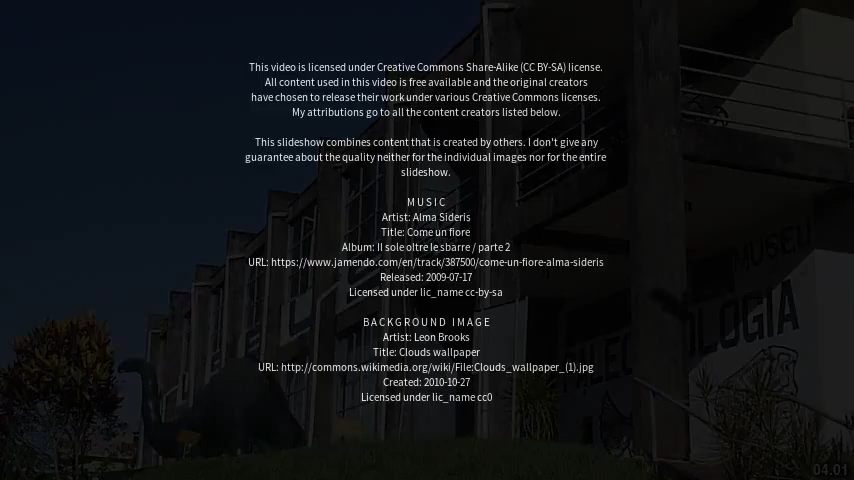 This video is licensed under Creative Commons Share-Alike (CC BY-SA) license.
All content used in this video is free available and the original creators
have chosen to release their work under various Creative Commons licenses.
My attributions go to all the content creators listed below.
This slideshow combines content that is created by others. I don't give any
guarantee about the quality neither for the individual images nor for the entire
slideshow.
MUSIC
Artist: Alma Sideris
Title: Come un fiore
Album: Il sole oltre le sbarre / parte 2
URL: https://www.jamendo.com/en/track/387500/come-un-fiore-alma-sideris
Released: 2009-07-17
Licensed under lic_name cc-by-sa
BACKGROUND IMAGE
Artist: Leon Brooks
Title: Clouds wallpaper
URL: http://commons.wikimedia.org/wiki/File:Clouds_wallpaper_(1).jpg
Created: 2010-10-27
Licensed under lic_name cc0
MUSEU
04.01